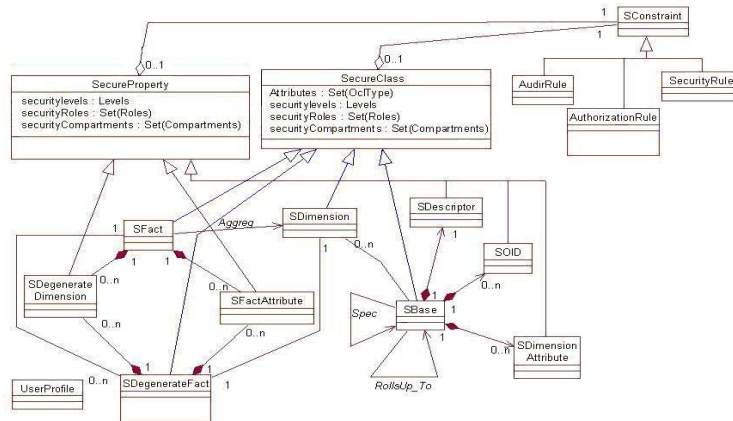 1
SConstraint
1
0..1
0..1
SecureProperty
securitylevels : Levels
securityRoles : Set(Roles)
securityCompartments : Set(Compartments)
SecureClass
Attributes : Set(OclType)
securitylevels : Levels
securityRoles : Set(Roles)
securityCompartments : Set(Compartments)
AudirRule
SecurityRule
AuthorizationRule
1
SFact
Aggreg
SDimension
SDescriptor
1
1
1
0..n
1
SOID
0..n
0..n
0..n
SDegenerate
Dimension
SFactAttribute
1
1
SBase
Spec
1
0..n
0..n
0..n
SDimension
Attribute
RollsUp_To
0..n
1
1
1
UserProfile
SDegenerateFact